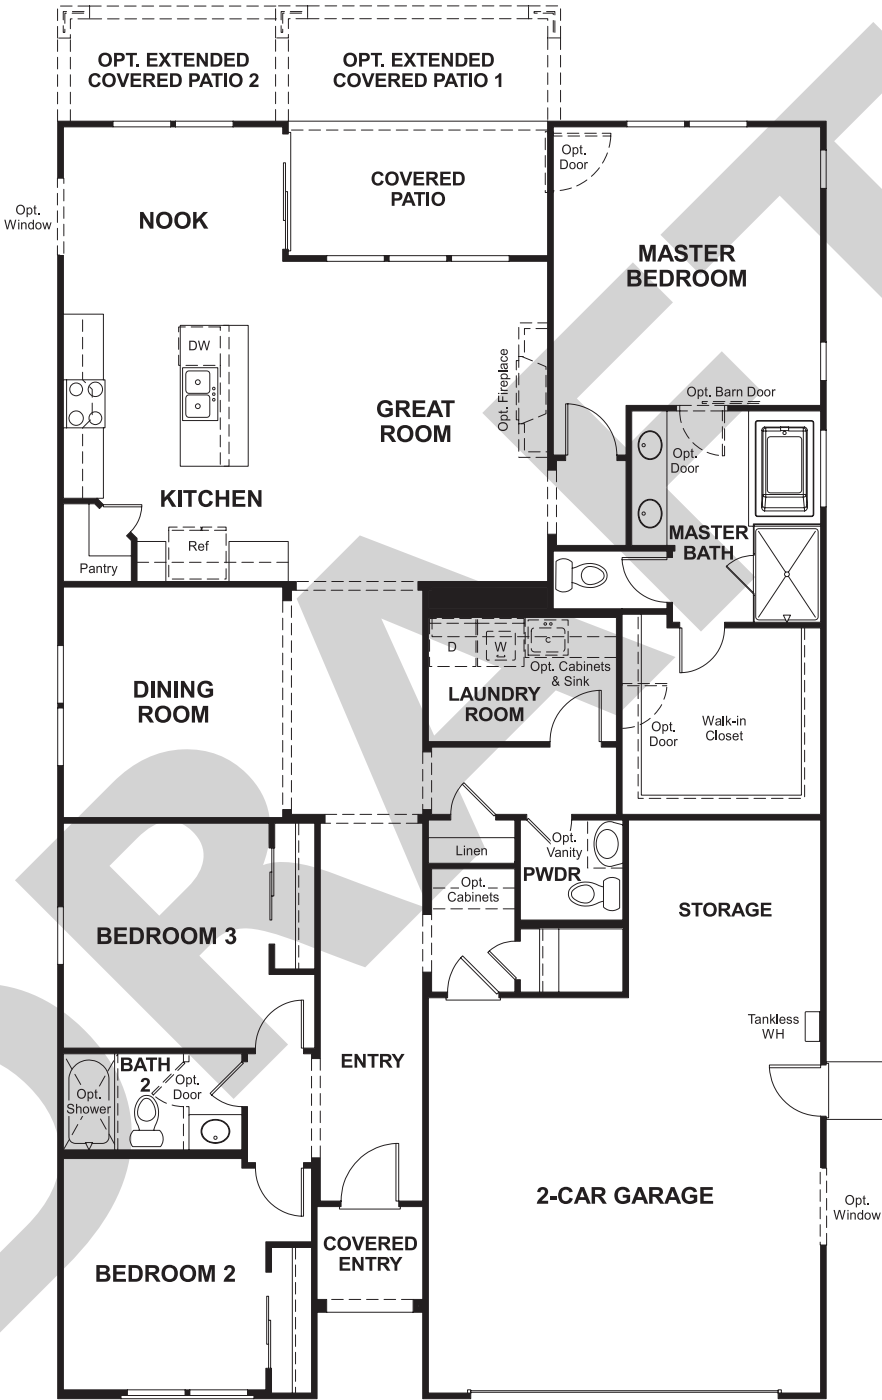 OPT. EXTENDED
COVERED PATIO 2
OPT. EXTENDED
COVERED PATIO 1
Opt.
Door
COVERED
PATIO
Opt.
Window
NOOK
MASTER
BEDROOM
DW
Opt. Fireplace
Opt. Barn Door
GREAT
ROOM
Opt.
Door
KITCHEN
MASTER
BATH
Ref
Pantry
D
W
C
Opt. Cabinets
& Sink
DINING
ROOM
LAUNDRY
ROOM
Opt.
Door
Walk-in
Closet
Linen
Opt.
Vanity
PWDR
Opt.
Cabinets
STORAGE
BEDROOM 3
Tankless
WH
ENTRY
BATH
2
Opt.
Door
Opt.
Shower
2-CAR GARAGE
Opt.
Window
COVERED
ENTRY
BEDROOM 2
DRAFT